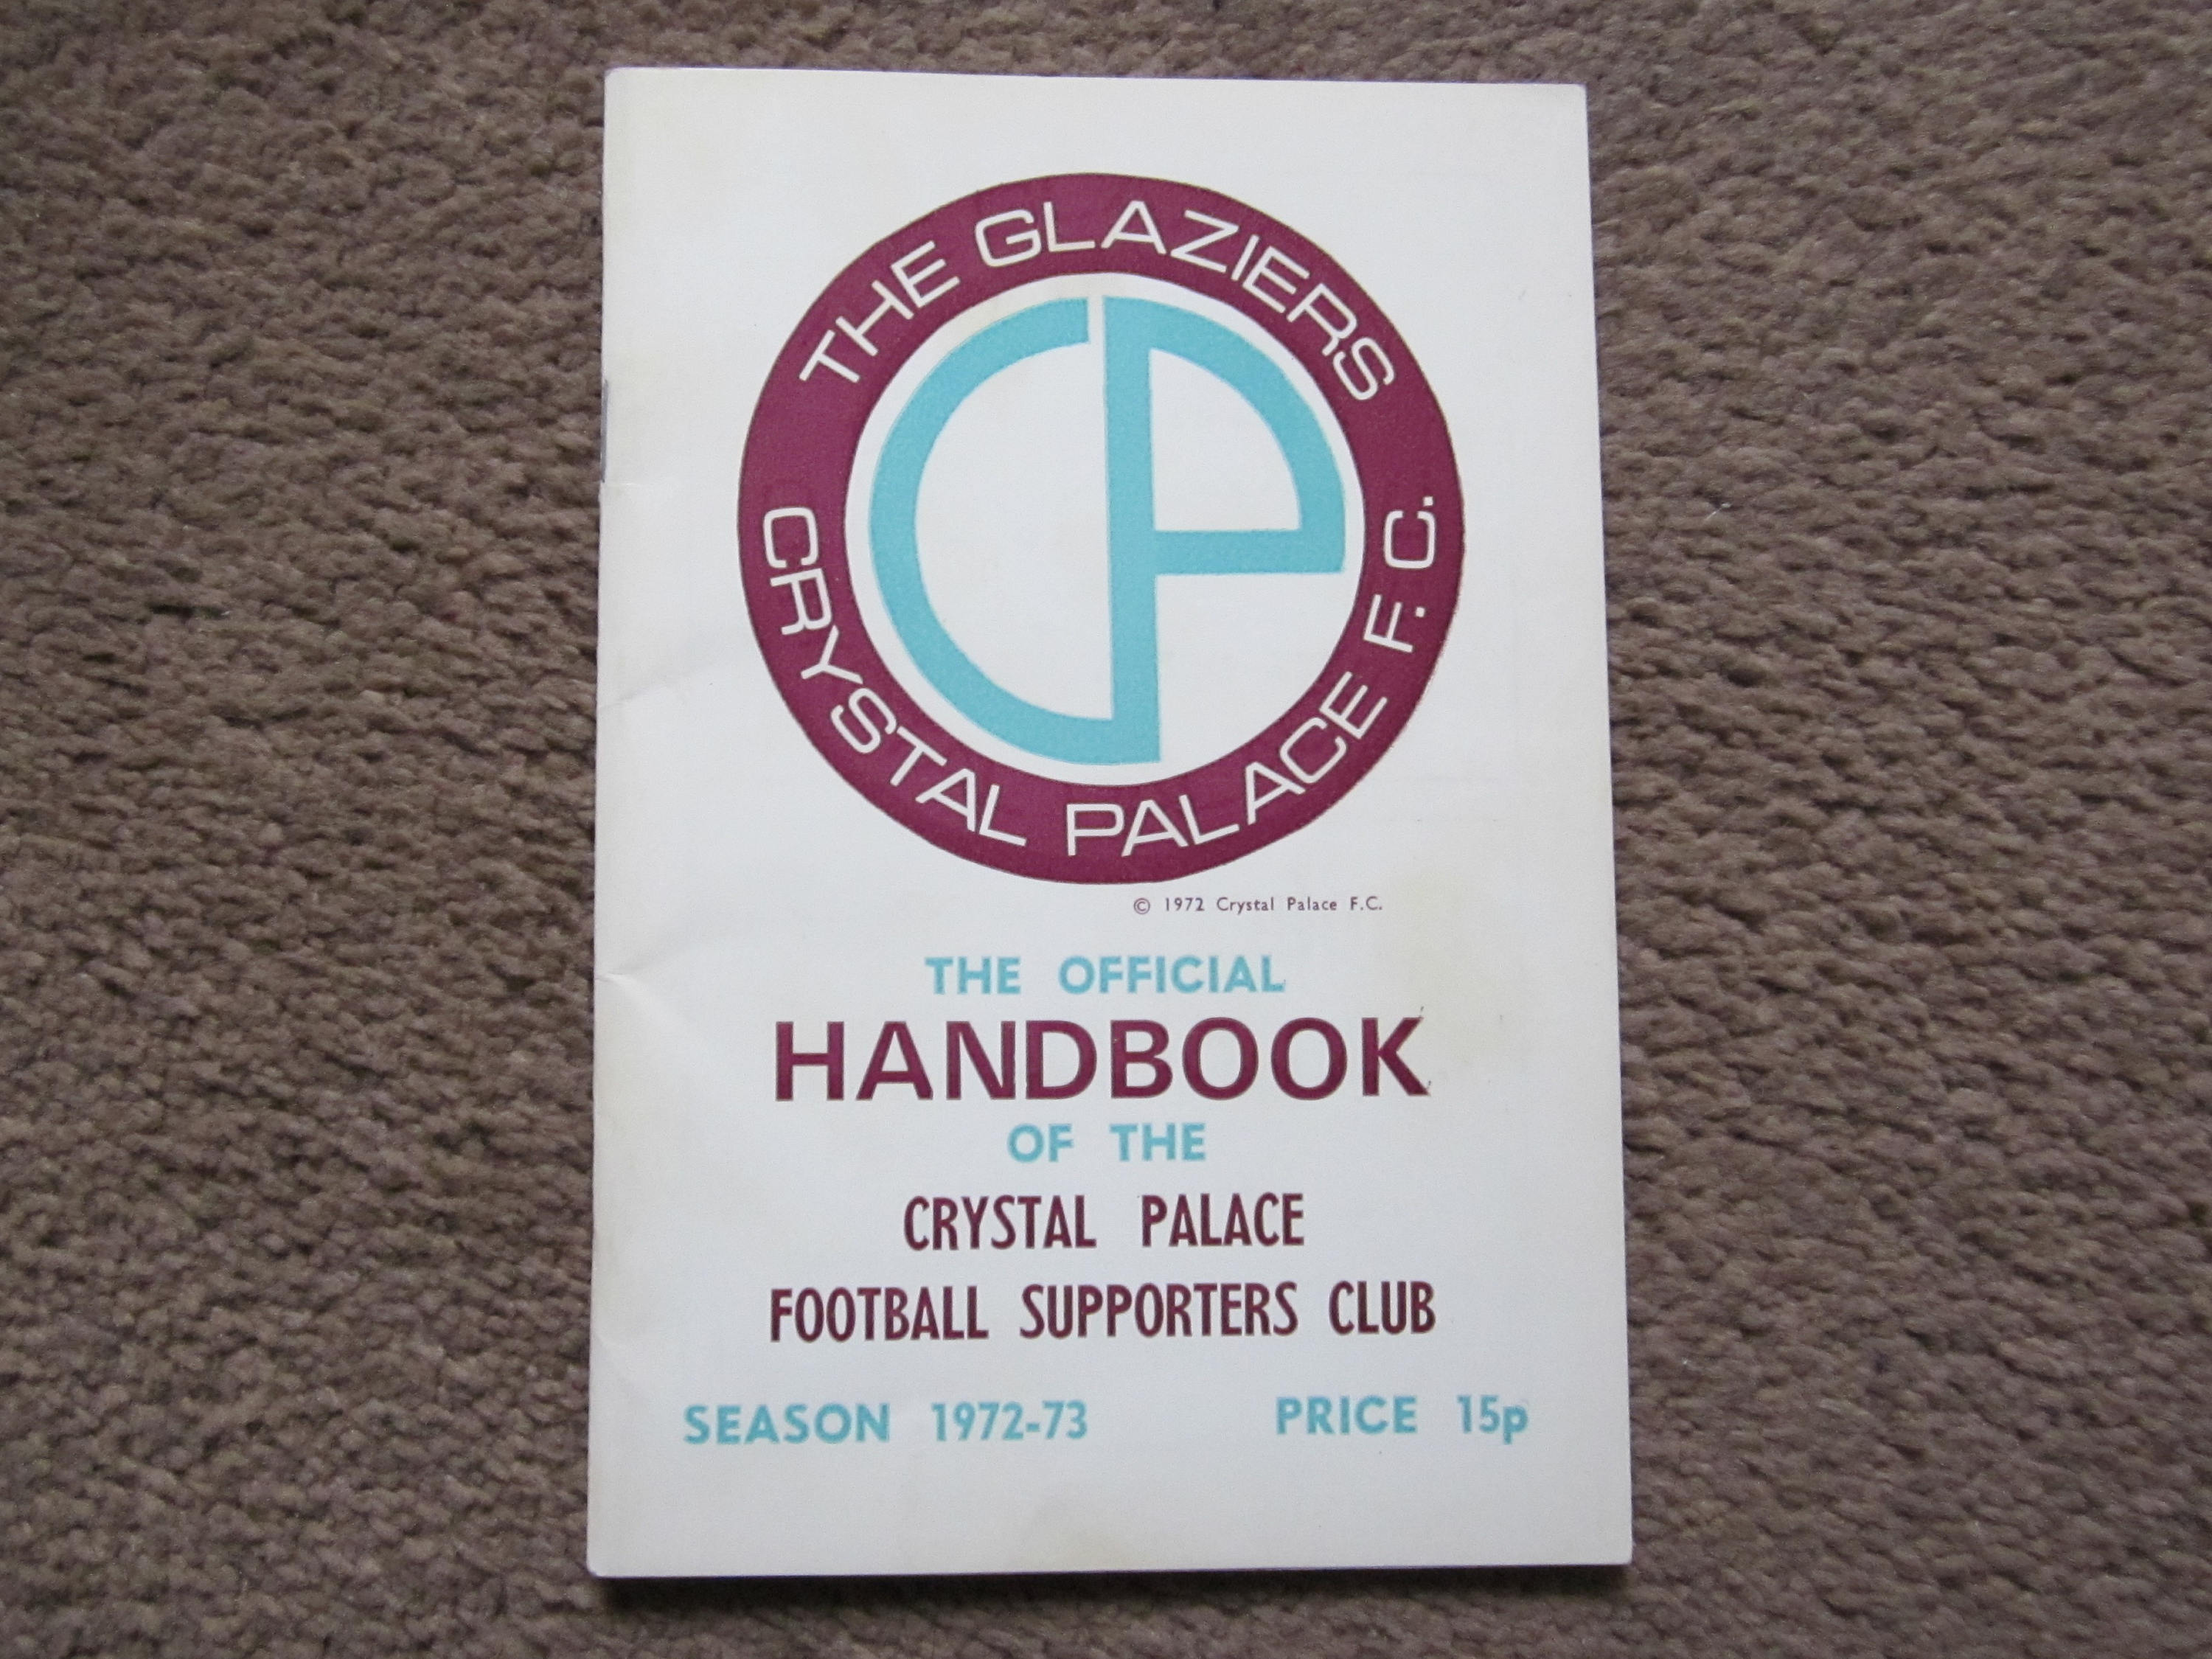 THE GLAZIERS
CP
CRYSTAL PALACE F.C.
© 1972 Crystal Palace F.C.
THE OFFICIAL
HANDBOOK
OF THE
CRYSTAL PALACE
FOOTBALL SUPPORTERS CLUB
SEASON 1972-73 PRICE 15p